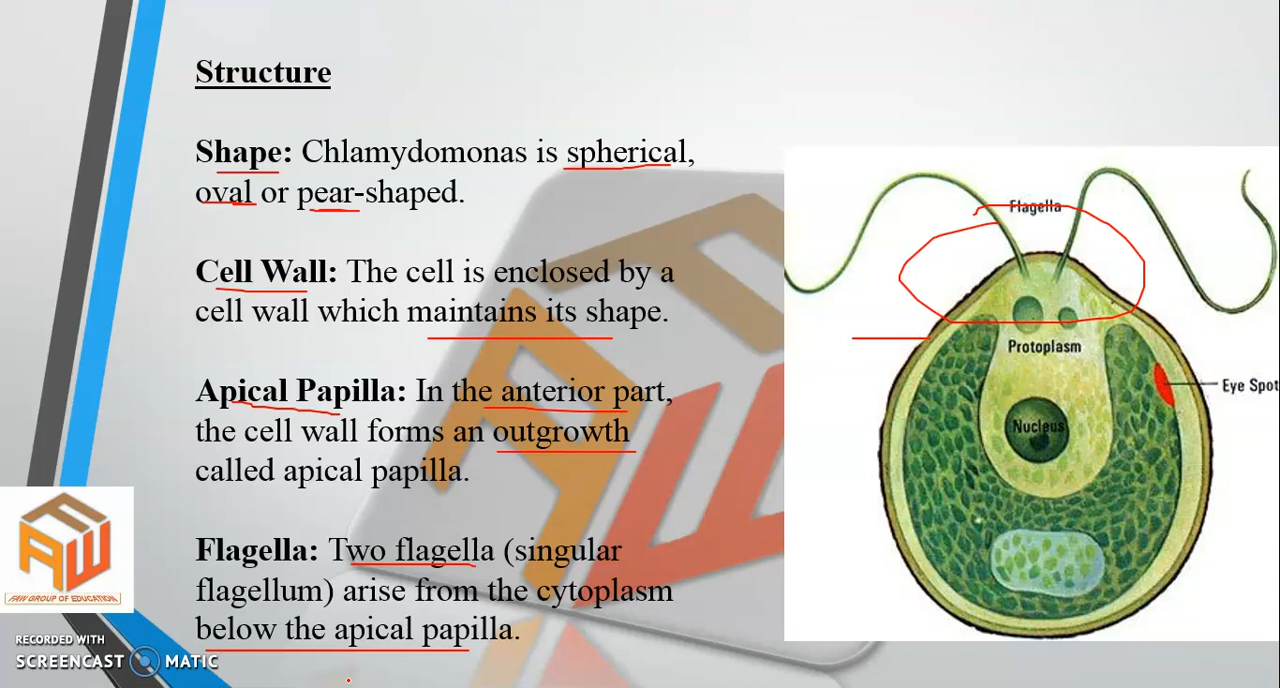 Structure
Shape: Chlamydomonas is spherical,
oval or pear-shaped.
Cell Wall: The cell is enclosed by a
cell wall which maintains its shape.
Apical Papilla: In the anterior part,
the cell wall forms an outgrowth
called apical papilla.
Flagella: Two flagella (singular
flagellum) arise from the cytoplasm
below the apical papilla.
Flagella
Protoplasm
Eye Spot
Nucleus
FAW GROUP OF EDUCATION
RECORDED WITH
SCREENCAST MATIC